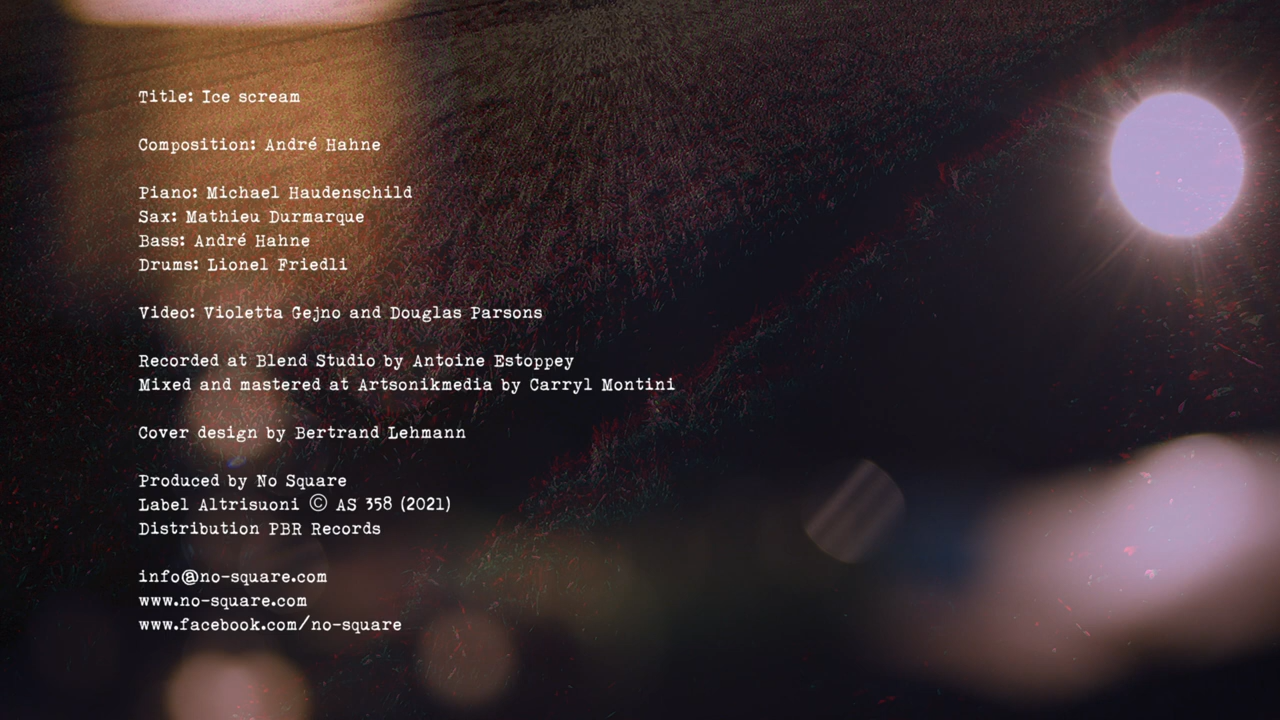 Title: Ice scream
Composition: André Hahne
Piano: Michael Haudenschild
Sax: Mathieu Durmarque
Bass: André Hahne
Drums: Lionel Friedli
Video: Violetta Gejno and Douglas Parsons
Recorded at Blend Studio by Antoine Estoppey
Mixed and mastered at Artsonikmedia by Carryl Montini
Cover design by Bertrand Lehmann
Produced by No Square
Label Altrisuoni © AS 358 (2021)
Distribution PBR Records
info@no-square.com
www.no-square.com
www.facebook.com/no-square